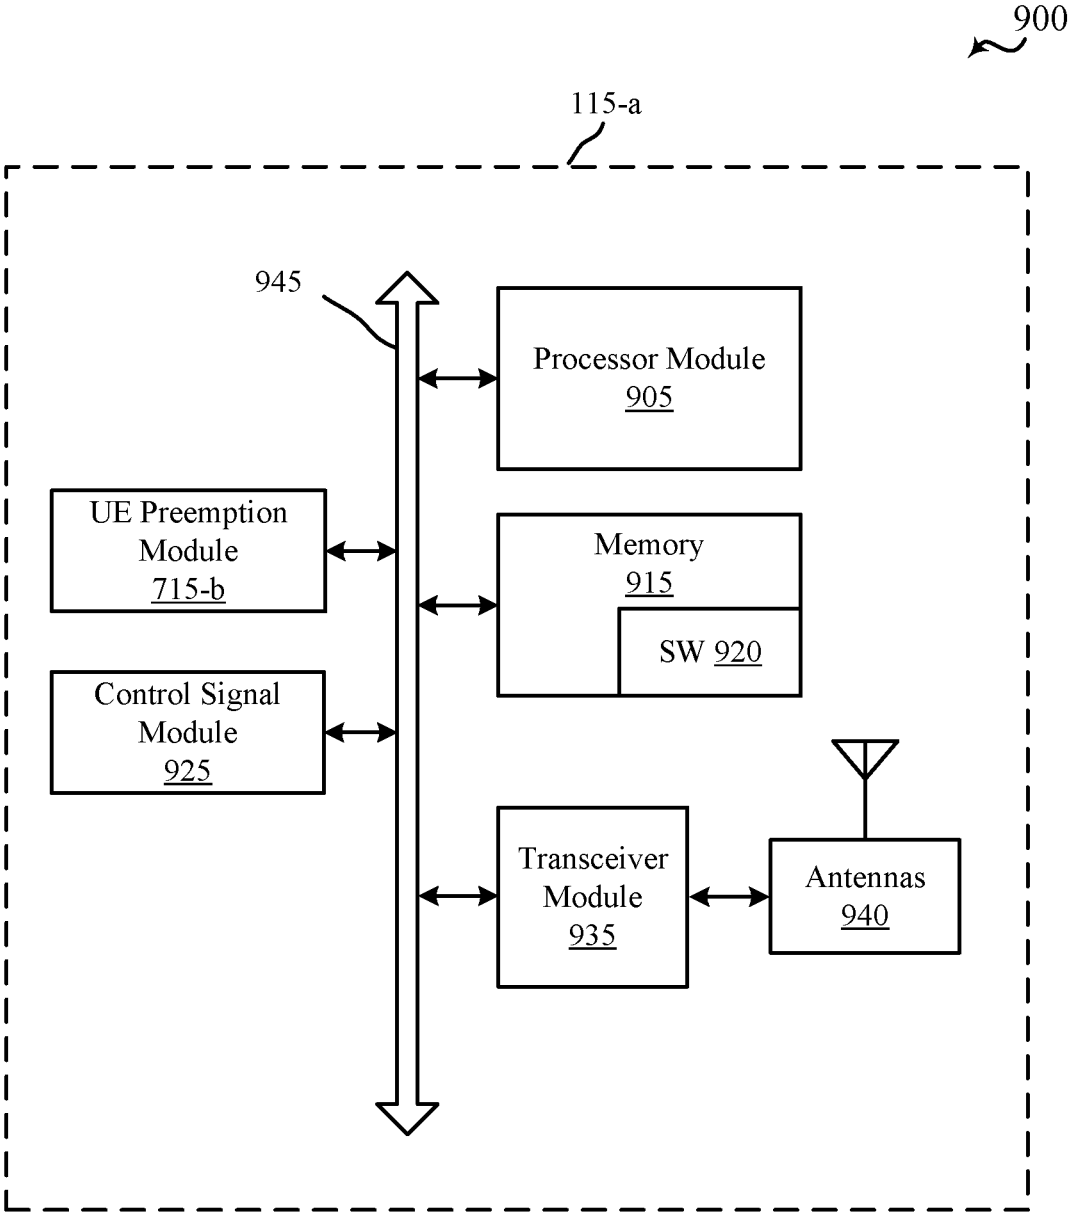 900
115-a
945
Processor Module
905
UE Preemption
Module
715-b
Memory
915
SW 920
Control Signal
Module
925
Transceiver
Module
935
Antennas
940